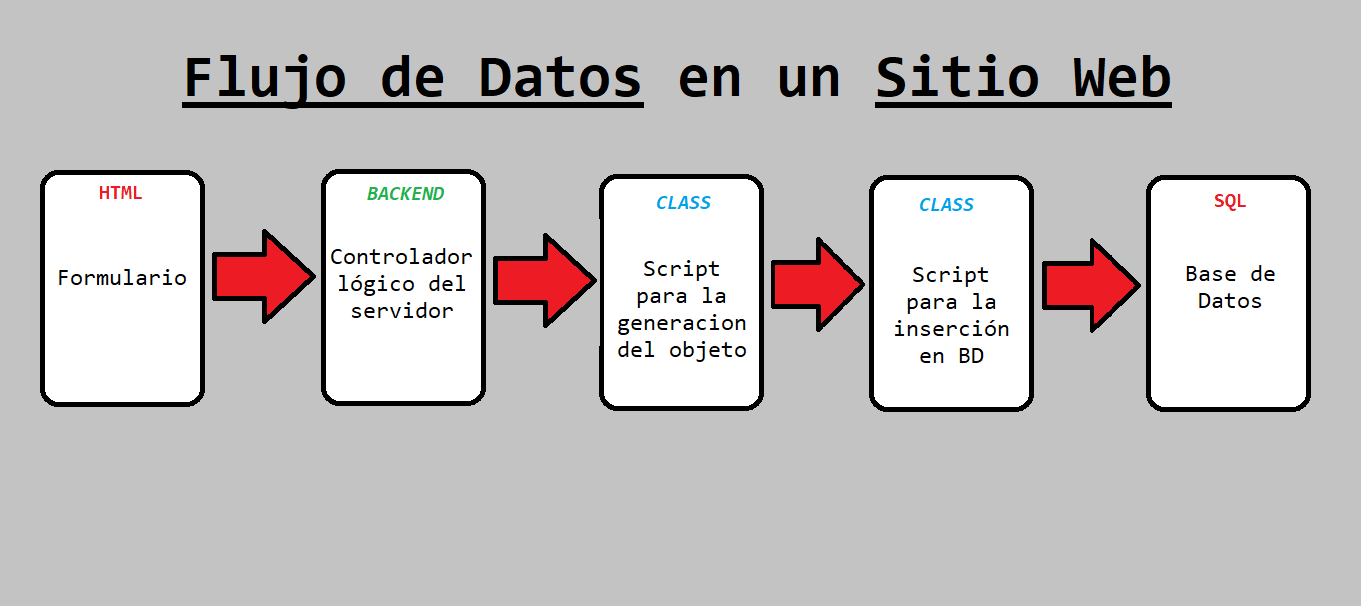 Flujo de Datos en un Sitio Web
HTML
Formulario
BACKEND
Controlador
lógico del
servidor
CLASS
Script
para la
generacion
del objeto
CLASS
Script
para la
inserción
en BD
SQL
Base de
Datos